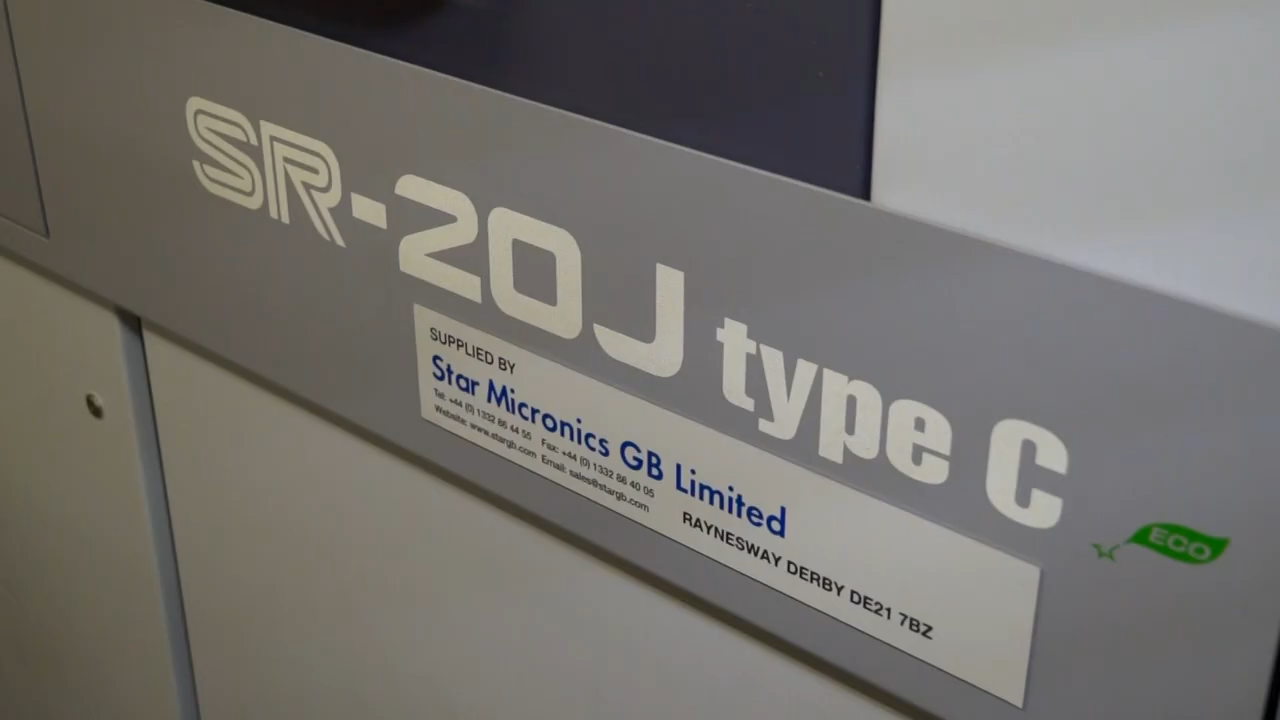 SR-20J type C
ECO
SUPPLIED BY
Star Micronics GB Limited
Tel: +44 (0) 1332 86 44 55 Fax: +44 (0) 1332 86 40 05
Website: www.stargb.com Email: sales@stargb.com
RAYNESWAY DERBY DE21 7BZ